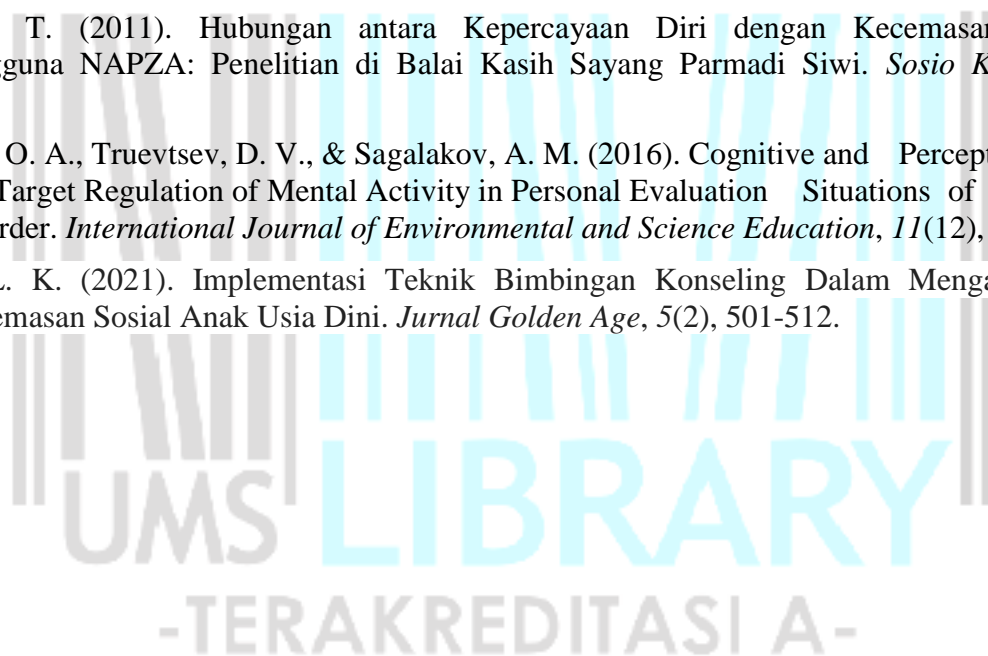 T. (2011). Hubungan antara Kepercayaan Diri dengan Kecemasan
gguna NAPZA: Penelitian di Balai Kasih Sayang Parmadi Siwi. Sosio K
O. A., Truevtsev, D. V., & Sagalakov, A. M. (2016). Cognitive and Percept
Target Regulation of Mental Activity in Personal Evaluation Situations of
rder. International Journal of Environmental and Science Education, 11(12),
L. K. (2021). Implementasi Teknik Bimbingan Konseling Dalam Menga
emasan Sosial Anak Usia Dini. Jurnal Golden Age, 5(2), 501-512.
UMS LIBRARY
-TERAKREDITASI A-